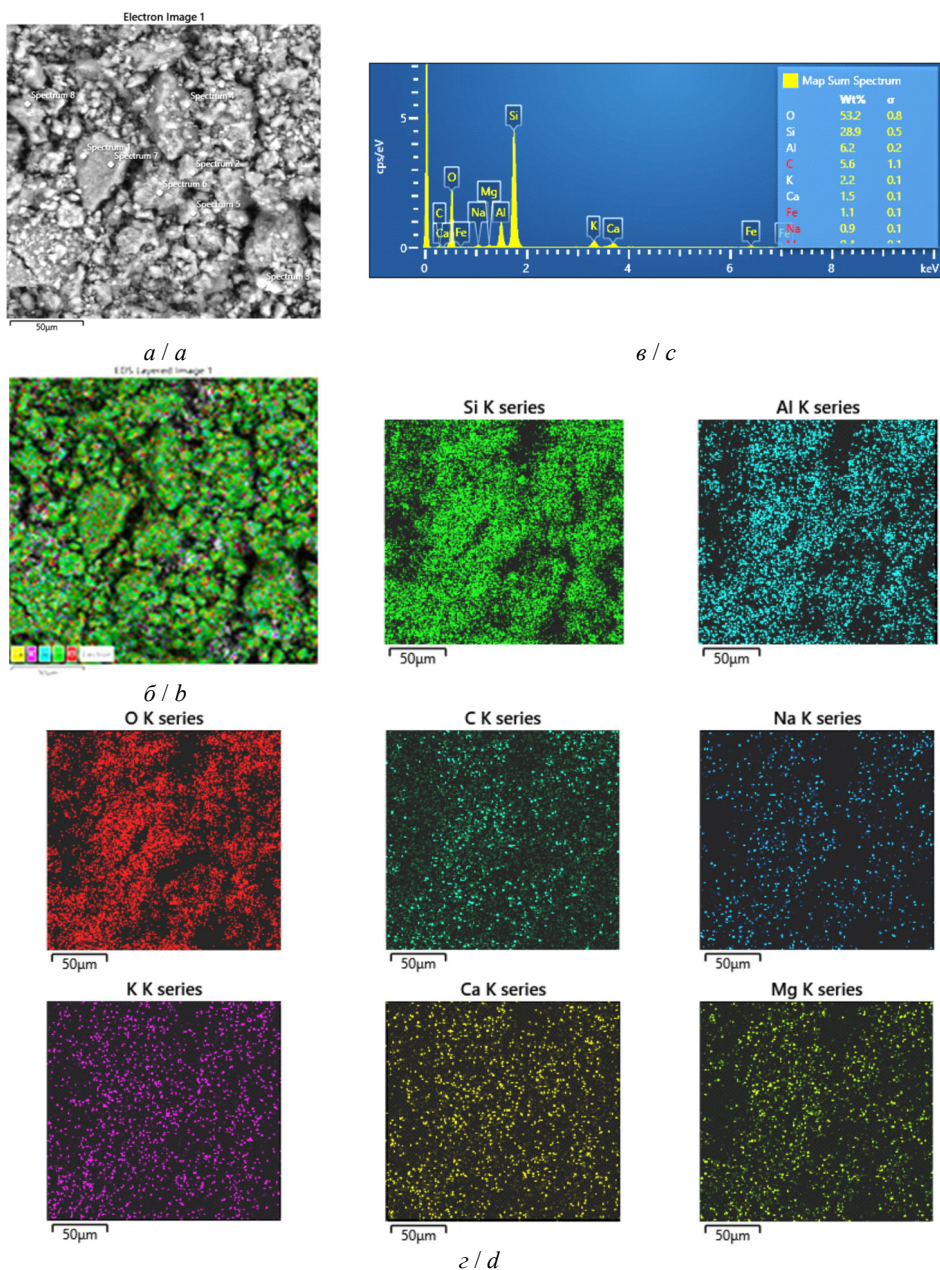 Electron Image 1
Spectrum 8
Spectrum 4
Spectrum 1
Spectrum 7
Spectrum 2
Spectrum 6
Spectrum 5
Spectrum 3
50μm
а / a
cps/eV
5
0
0
2
4
6
8
keV
C
Ca
O
Fe
Na
Mg
Al
Si
K
Ca
Fe
Fe
Map Sum Spectrum
Wt% σ
O 53.2 0.8
Si 28.9 0.5
Al 6.2 0.2
C 5.6 1.1
K 2.2 0.1
Ca 1.5 0.1
Fe 1.1 0.1
Na 0.9 0.1
в / c
EDS Layered Image 1
50μm
б / b
Si K series
50μm
Al K series
50μm
O K series
50μm
C K series
50μm
Na K series
50μm
K K series
50μm
Ca K series
50μm
Mg K series
50μm
г / d